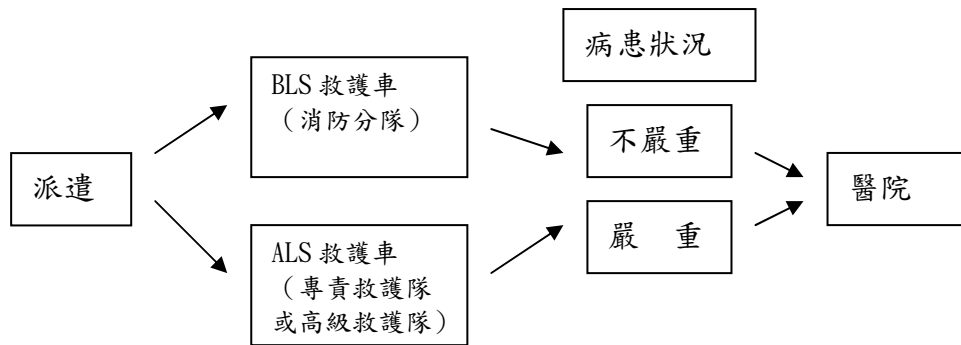 病患狀況
BLS 救護車
（消防分隊）
不嚴重
派遣
醫院
嚴　重
ALS 救護車
（專責救護隊
或高級救護隊）